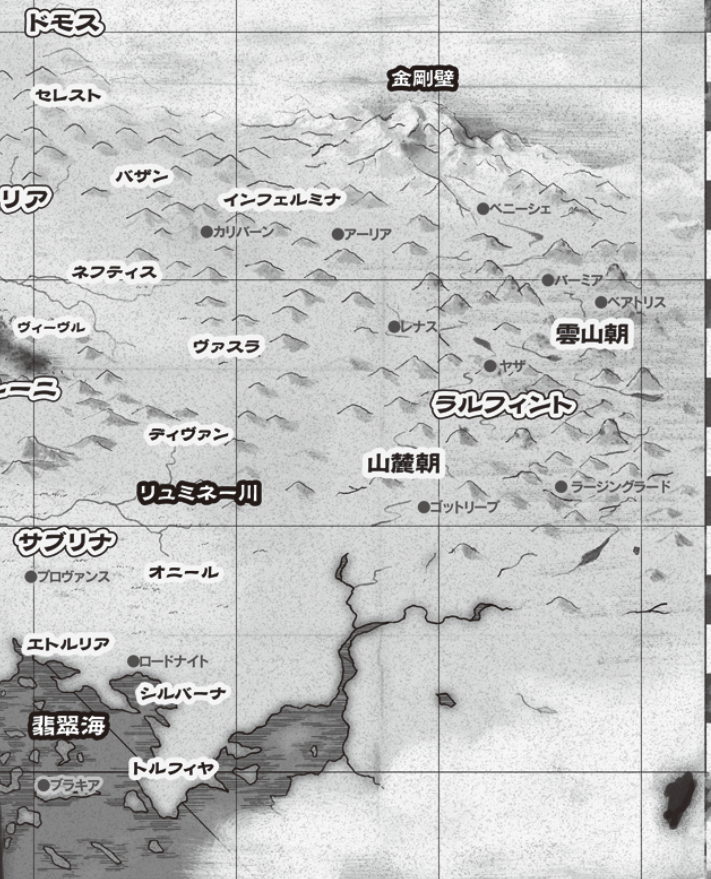 ドモス
金剛壁
セレスト
バザン
リア
インフェルミナ
ベニーシェ
カリバーン
アーリア
ネフティス
バーミア
ベアトリス
ヴィーヴル
レナス
雲山朝
ヴァスラ
ヤザ
ーニ
ラルフィント
ディヴァン
山麓朝
リュミネー川
ラージングラード
ゴットリープ
サブリナ
プロヴァンス
オニール
エトルリア
ロードナイト
シルバーナ
翡翠海
トルフィヤ
ブラキア